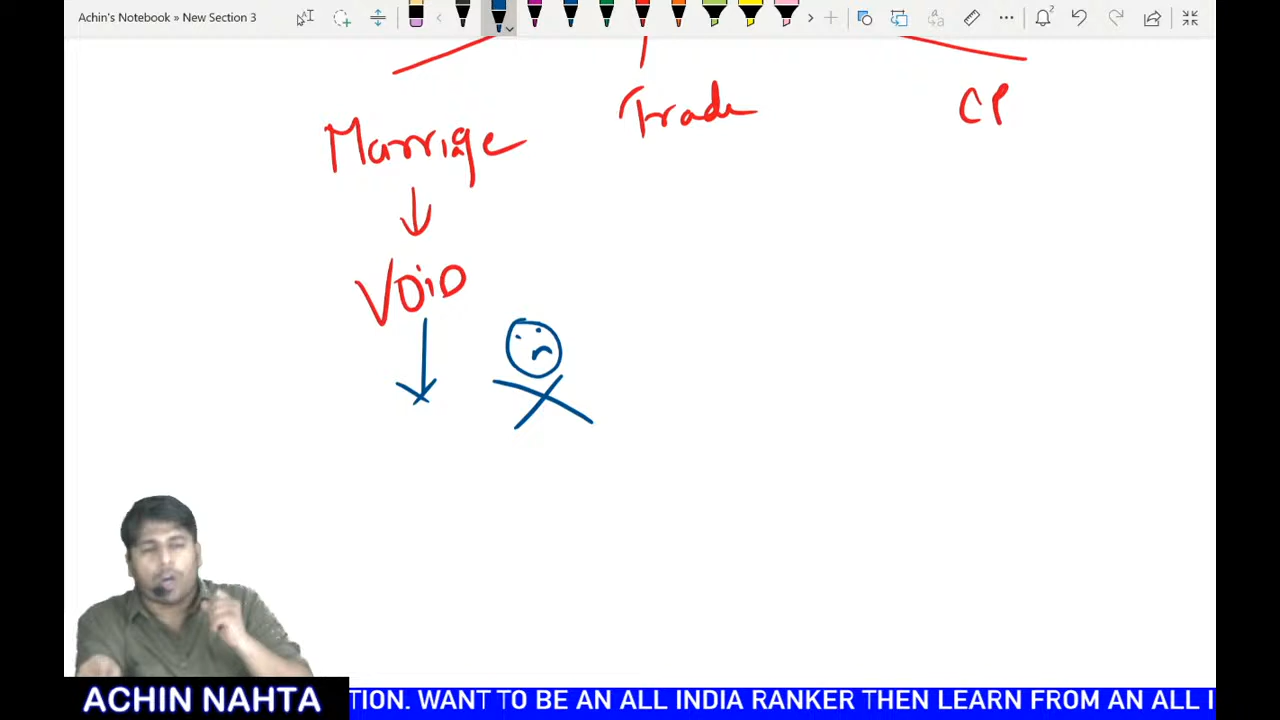 Achin's Notebook » New Section 3
Marrige Trade CP
Void
ACHIN NAHTA
TION. WANT TO BE AN ALL INDIA RANKER THEN LEARN FROM AN ALL I